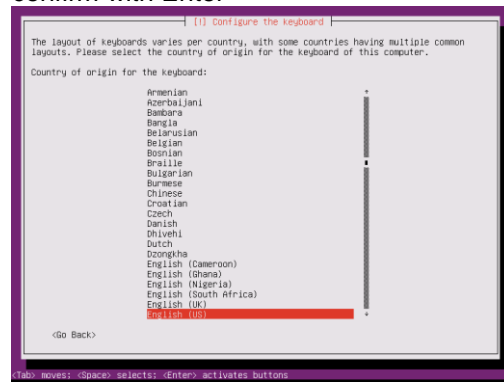 confirm with Enter
[!] Configure the keyboard
The layout of keyboards varies per country, with some countries having multiple common
layouts. Please select the country of origin for the keyboard of this computer.
Country of origin for the keyboard:
Armenian
Azerbaijani
Bambara
Bangla
Belarusian
Belgian
Bosnian
Braille
Bulgarian
Burmese
Chinese
Croatian
Czech
Danish
Dhivehi
Dutch
Dzongkha
English (Cameroon)
English (Ghana)
English (Nigeria)
English (South Africa)
English (UK)
English (US)
<Go Back>
<Tab> moves; <Space> selects; <Enter> activates buttons